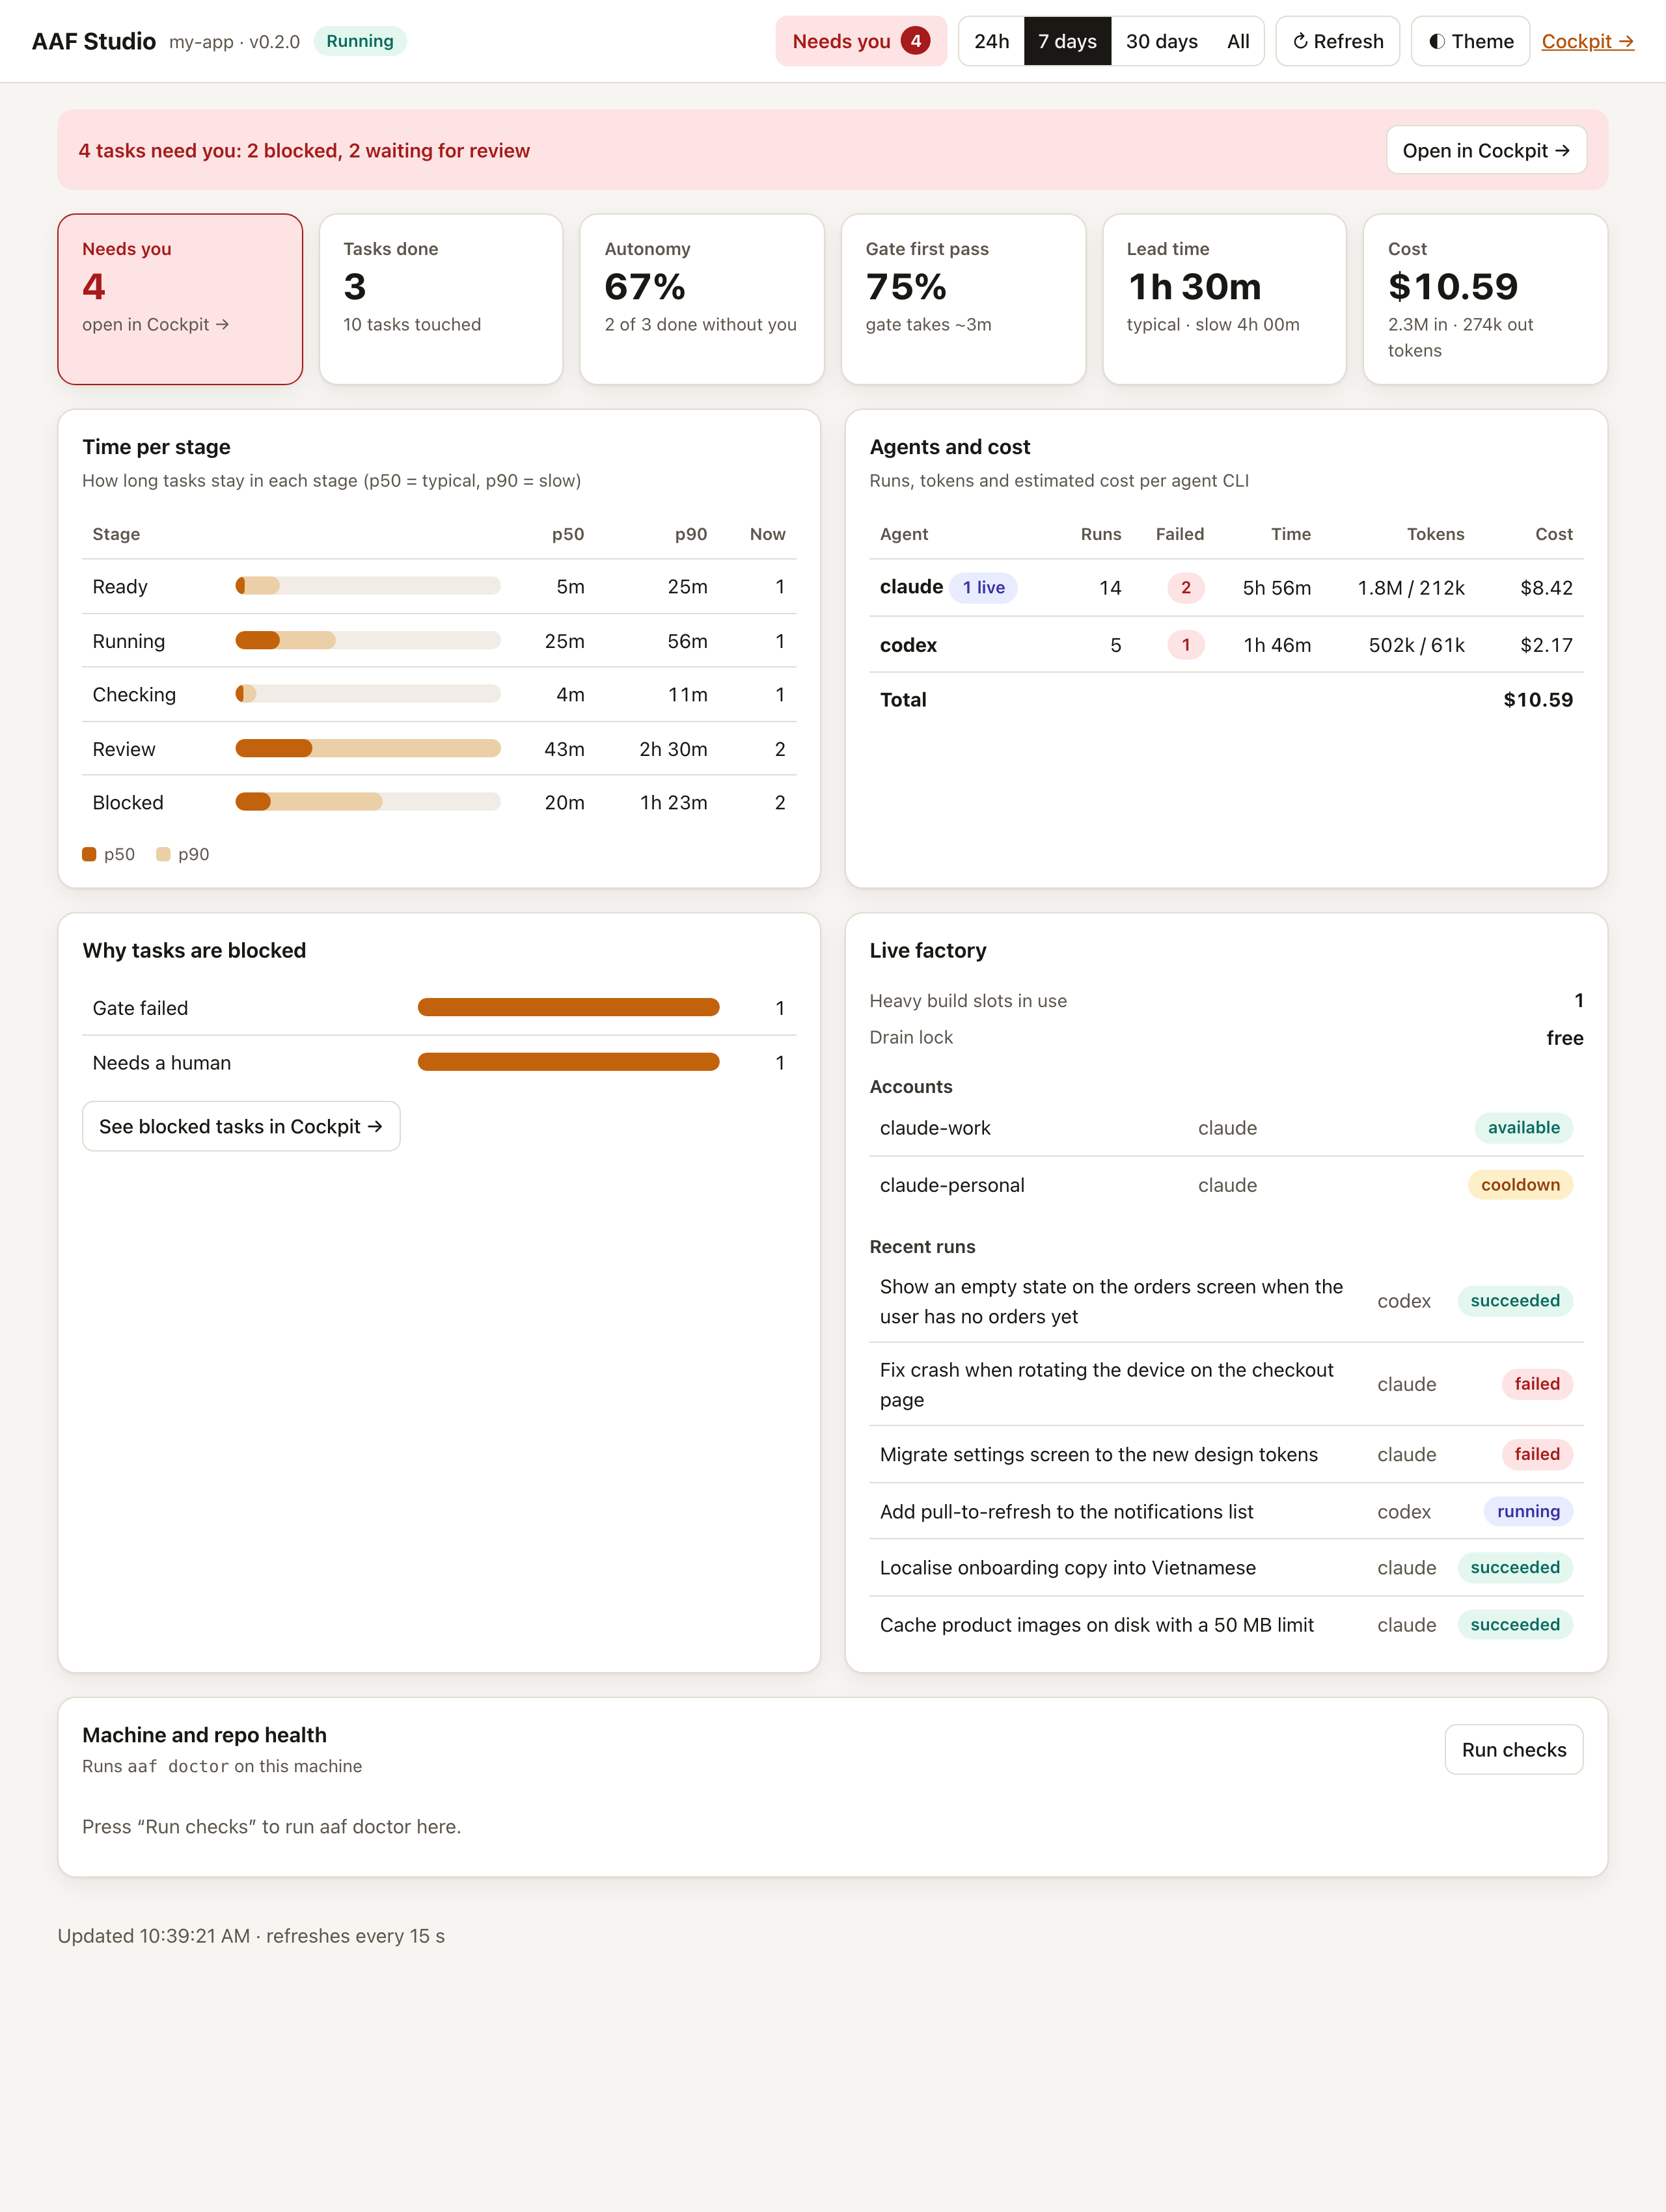 AAF Studio my-app · v0.2.0 Running Needs you 4 24h 7 days 30 days All ↻ Refresh ◐ Theme Cockpit →
4 tasks need you: 2 blocked, 2 waiting for review Open in Cockpit →
Needs you
4
open in Cockpit →
Tasks done
3
10 tasks touched
Autonomy
67%
2 of 3 done without you
Gate first pass
75%
gate takes ~3m
Lead time
1h 30m
typical · slow 4h 00m
Cost
$10.59
2.3M in · 274k out
tokens
Time per stage
How long tasks stay in each stage (p50 = typical, p90 = slow)
Stage p50 p90 Now
Ready 5m 25m 1
Running 25m 56m 1
Checking 4m 11m 1
Review 43m 2h 30m 2
Blocked 20m 1h 23m 2
p50 p90
Agents and cost
Runs, tokens and estimated cost per agent CLI
Agent Runs Failed Time Tokens Cost
claude 1 live 14 2 5h 56m 1.8M / 212k $8.42
codex 5 1 1h 46m 502k / 61k $2.17
Total $10.59
Why tasks are blocked
Gate failed 1
Needs a human 1
See blocked tasks in Cockpit →
Live factory
Heavy build slots in use 1
Drain lock free
Accounts
claude-work claude available
claude-personal claude cooldown
Recent runs
Show an empty state on the orders screen when the
user has no orders yet codex succeeded
Fix crash when rotating the device on the checkout
page claude failed
Migrate settings screen to the new design tokens claude failed
Add pull-to-refresh to the notifications list codex running
Localise onboarding copy into Vietnamese claude succeeded
Cache product images on disk with a 50 MB limit claude succeeded
Machine and repo health
Runs aaf doctor on this machine
Run checks
Press “Run checks” to run aaf doctor here.
Updated 10:39:21 AM · refreshes every 15 s